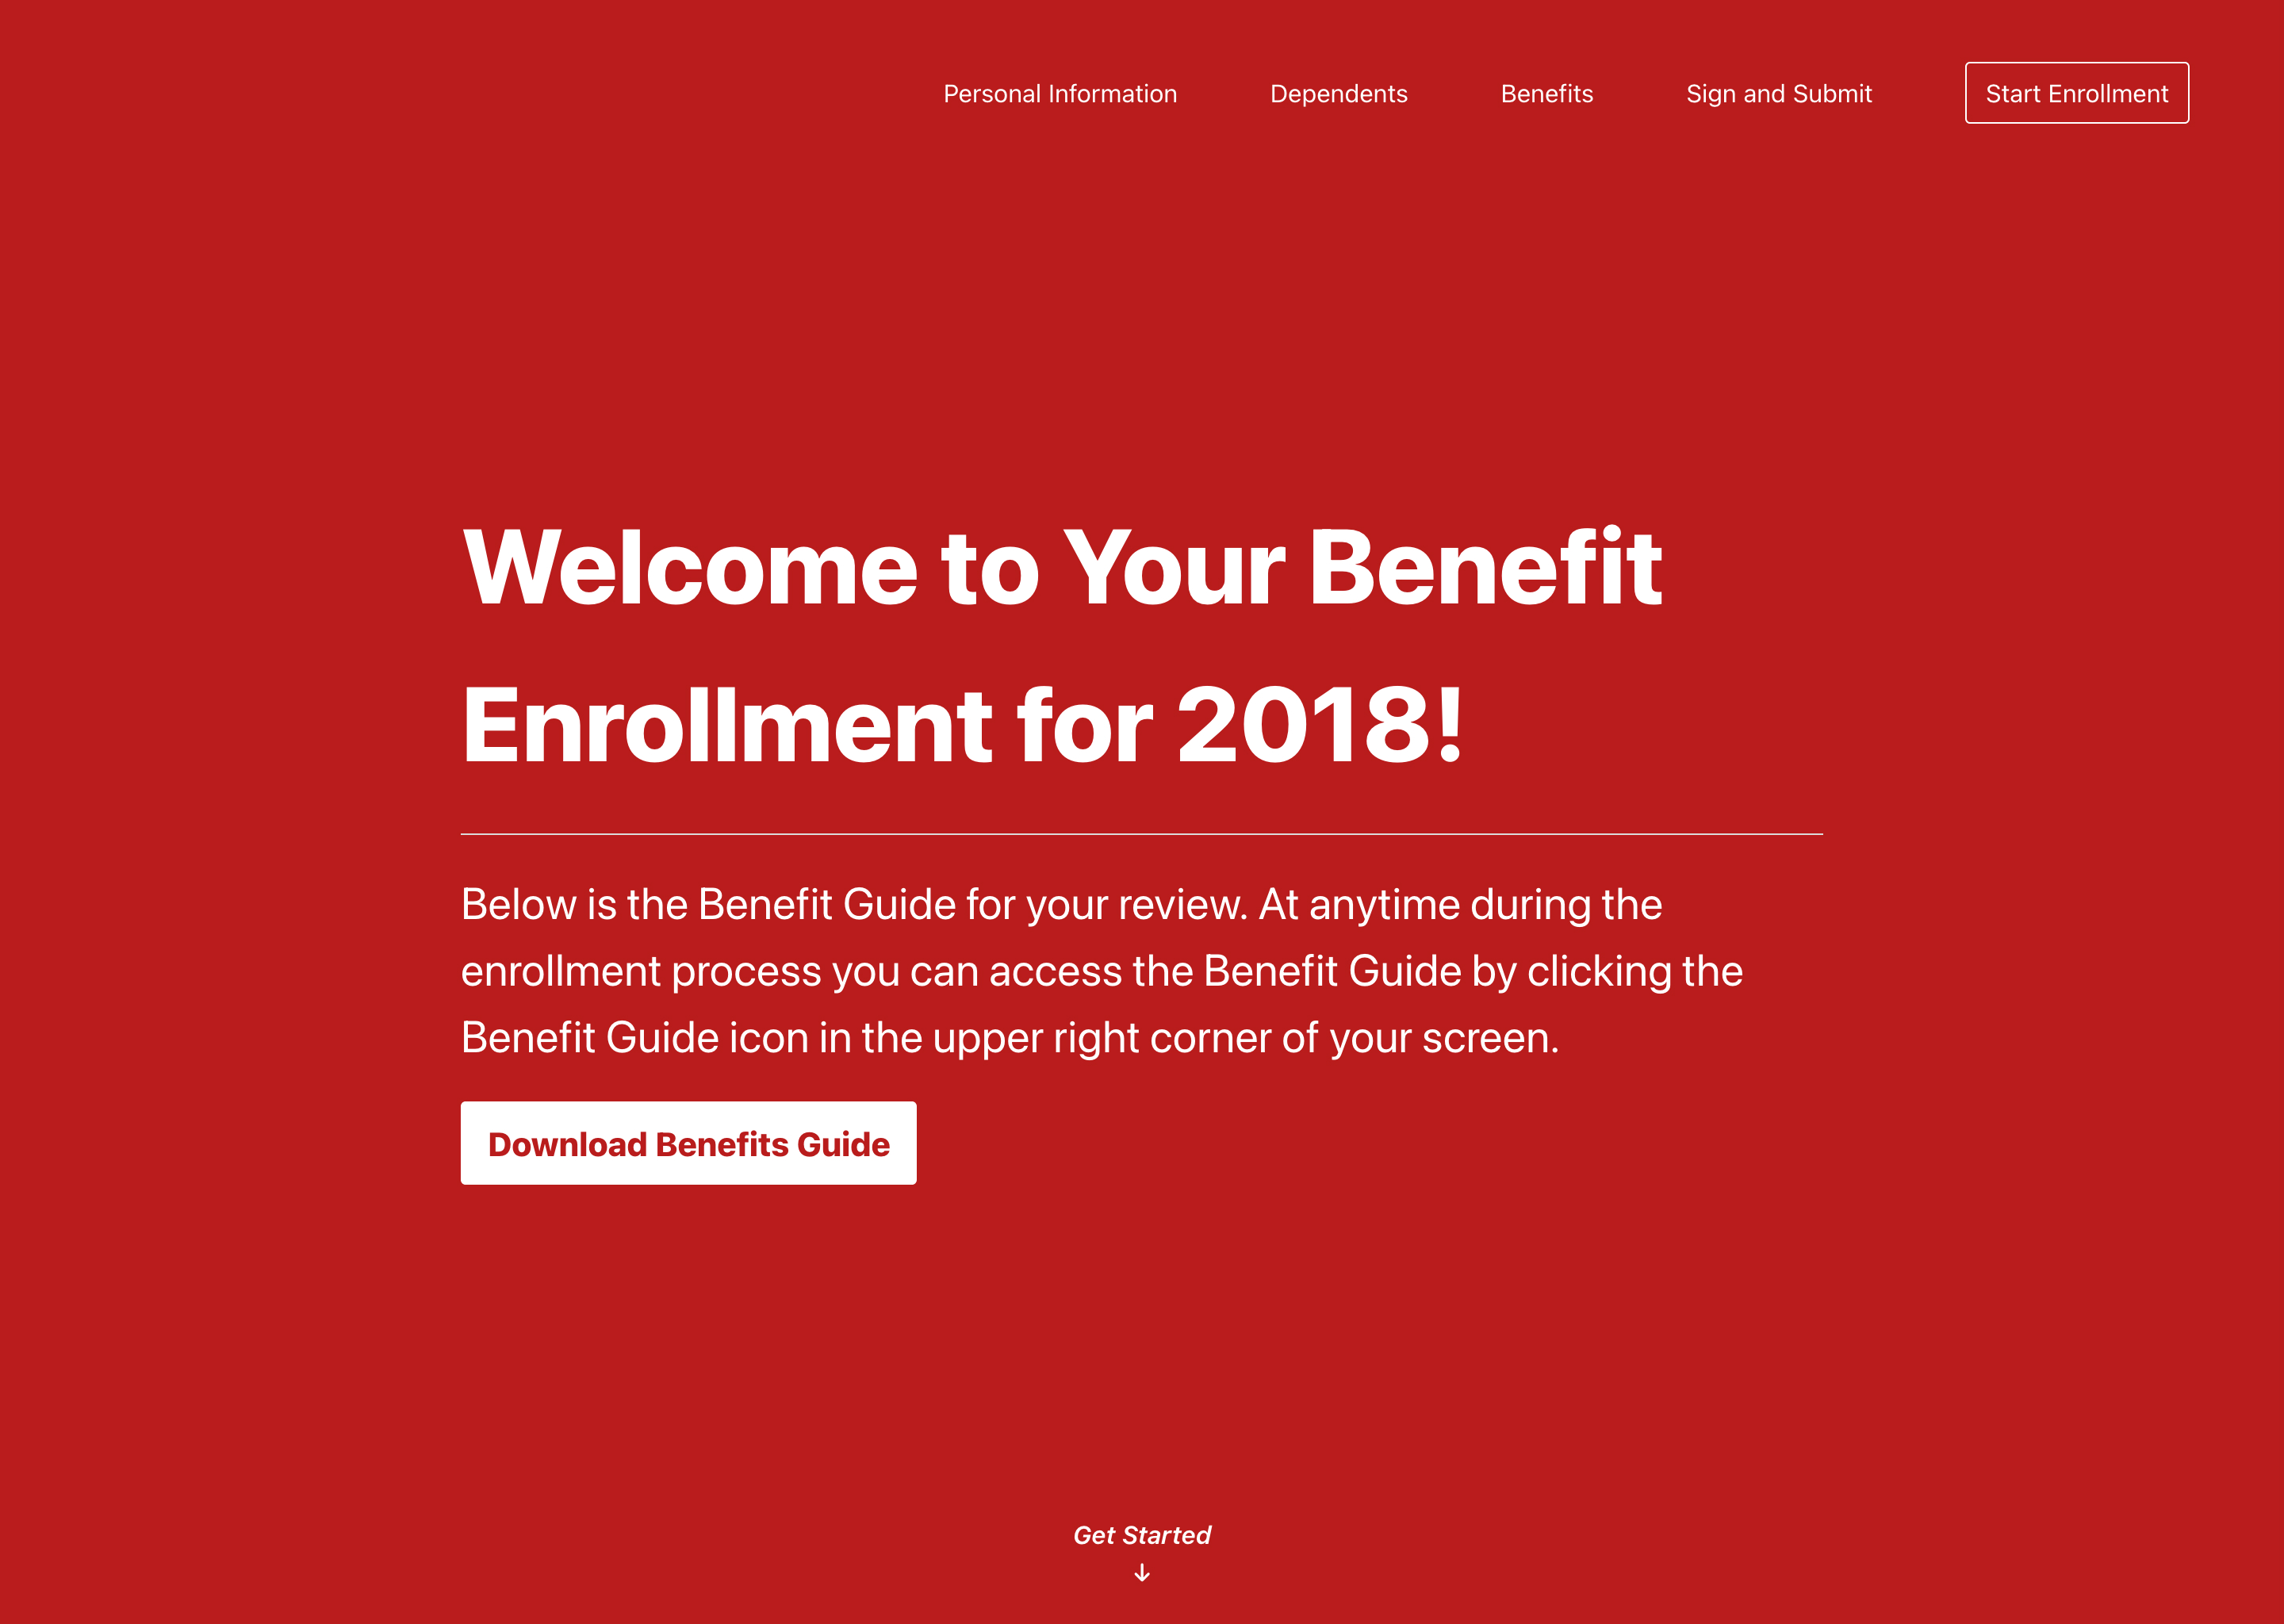 Personal Information Dependents Benefits Sign and Submit Start Enrollment
Welcome to Your Benefit
Enrollment for 2018!
Below is the Benefit Guide for your review. At anytime during the
enrollment process you can access the Benefit Guide by clicking the
Benefit Guide icon in the upper right corner of your screen.
Download Benefits Guide
Get Started